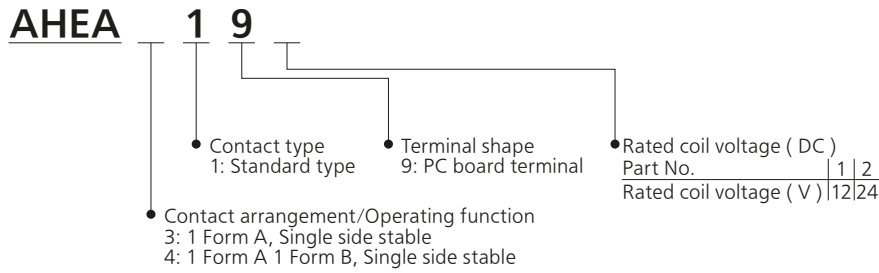 AHEA 1 9
Contact type
1: Standard type
Terminal shape
9: PC board terminal
Rated coil voltage ( DC )
Part No. 1 2
Rated coil voltage ( V ) 12 24
Contact arrangement/Operating function
3: 1 Form A, Single side stable
4: 1 Form A 1 Form B, Single side stable